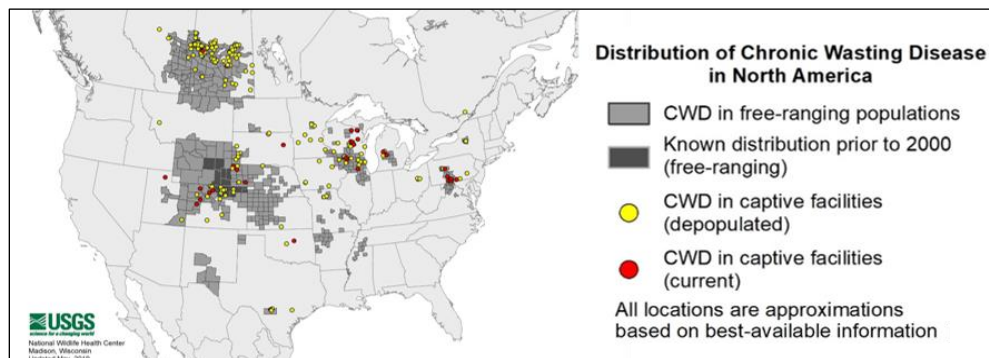 Distribution of Chronic Wasting Disease
in North America
CWD in free-ranging populations
Known distribution prior to 2000
(free-ranging)
CWD in captive facilities
(depopulated)
CWD in captive facilities
(current)
All locations are approximations
based on best-available information
USGS
science for a changing world
National Wildlife Health Center
Madison, Wisconsin